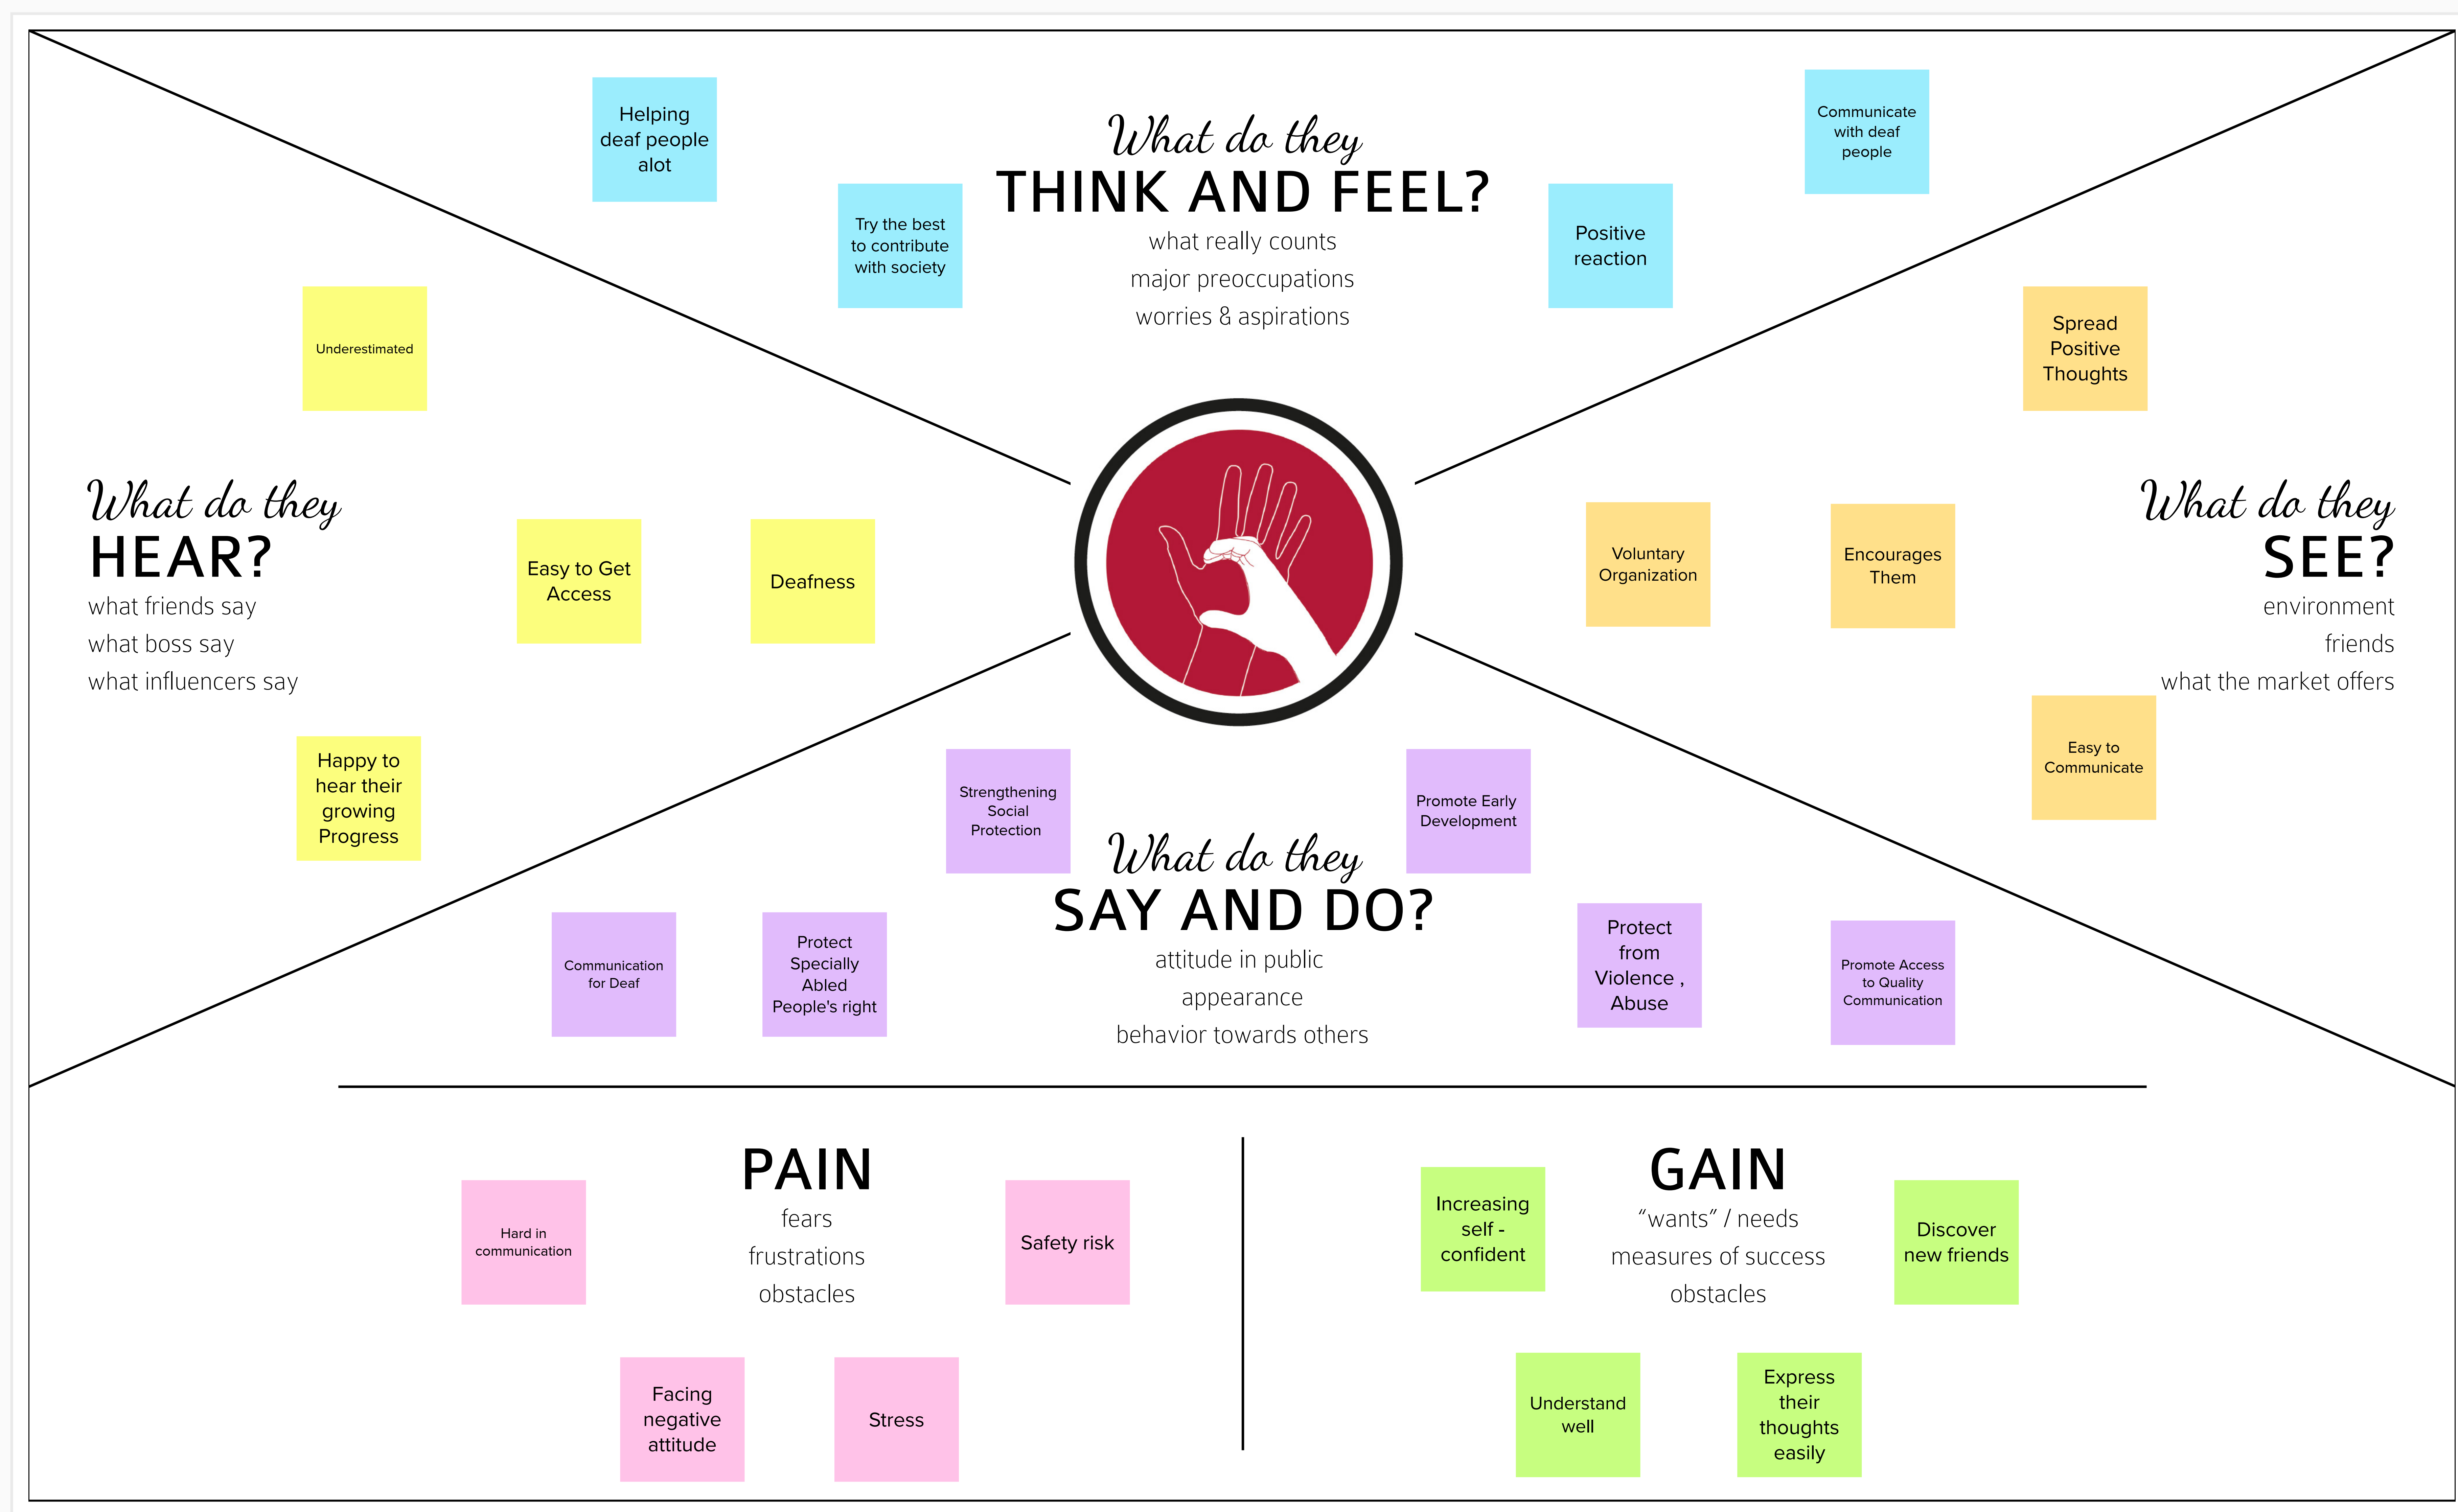 What do they
THINK AND FEEL?
what really counts
major preoccupations
worries & aspirations
Helping
deaf people
alot
Try the best
to contribute
with society
Positive
reaction
Communicate
with deaf
people
What do they
HEAR?
what friends say
what boss say
what influencers say
Underestimated
Easy to Get
Access
Deafness
Happy to
hear their
growing
Progress
What do they
SEE?
environment
friends
what the market offers
Spread
Positive
Thoughts
Voluntary
Organization
Encourages
Them
Easy to
Communicate
What do they
SAY AND DO?
attitude in public
appearance
behavior towards others
Strengthening
Social
Protection
Promote Early
Development
Communication
for Deaf
Protect
Specially
Abled
People's right
Protect
from
Violence ,
Abuse
Promote Access
to Quality
Communication
PAIN
fears
frustrations
obstacles
Hard in
communication
Safety risk
Facing
negative
attitude
Stress
GAIN
“wants” / needs
measures of success
obstacles
Increasing
self -
confident
Discover
new friends
Understand
well
Express
their
thoughts
easily